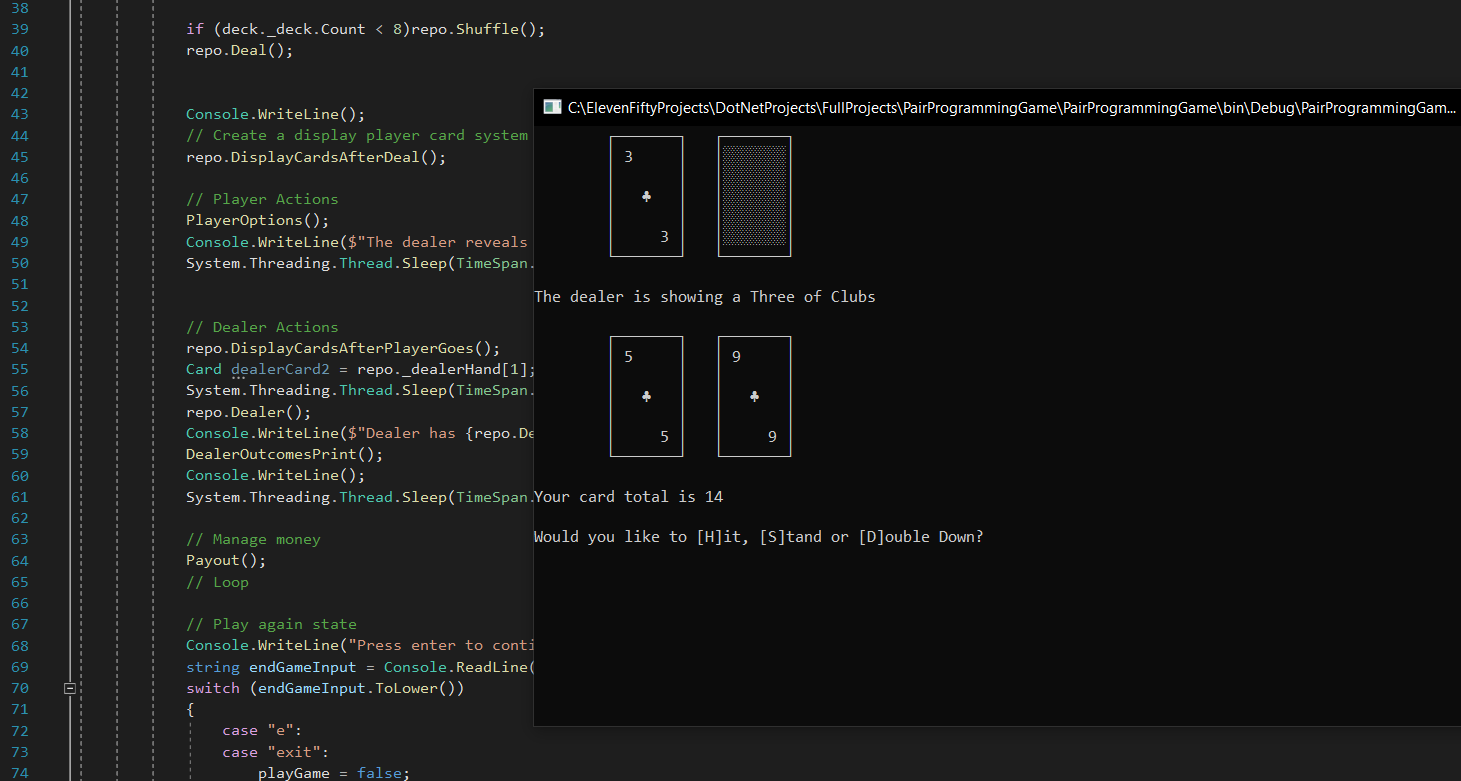 38
39 if (deck._deck.Count < 8)repo.Shuffle();
40 repo.Deal();
41
42
43 Console.WriteLine();
44 // Create a display player card system
45 repo.DisplayCardsAfterDeal();
46
47 // Player Actions
48 PlayerOptions();
49 Console.WriteLine($"The dealer reveals
50 System.Threading.Thread.Sleep(TimeSpan.
51
52
53 // Dealer Actions
54 repo.DisplayCardsAfterPlayerGoes();
55 Card dealerCard2 = repo._dealerHand[1];
56 System.Threading.Thread.Sleep(TimeSpan.
57 repo.Dealer();
58 Console.WriteLine($"Dealer has {repo.De
59 DealerOutcomesPrint();
60 Console.WriteLine();
61 System.Threading.Thread.Sleep(TimeSpan.
62
63 // Manage money
64 Payout();
65 // Loop
66
67 // Play again state
68 Console.WriteLine("Press enter to conti
69 string endGameInput = Console.ReadLine(
70 switch (endGameInput.ToLower())
71 {
72 case "e":
73 case "exit":
74 playGame = false;
C:\ElevenFiftyProjects\DotNetProjects\FullProjects\PairProgrammingGame\PairProgrammingGame\bin\Debug\PairProgrammingGam...
3
♣
3
The dealer is showing a Three of Clubs
5 9
♣ ♣
5 9
Your card total is 14
Would you like to [H]it, [S]tand or [D]ouble Down?